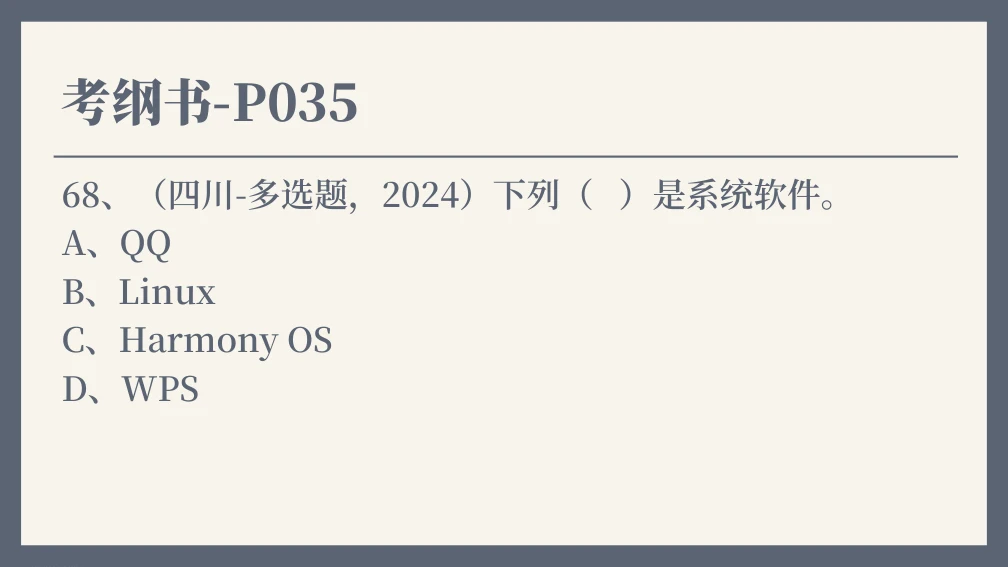 考纲书-P035
68、（四川-多选题，2024）下列（  ）是系统软件。
A、QQ
B、Linux
C、Harmony OS
D、WPS